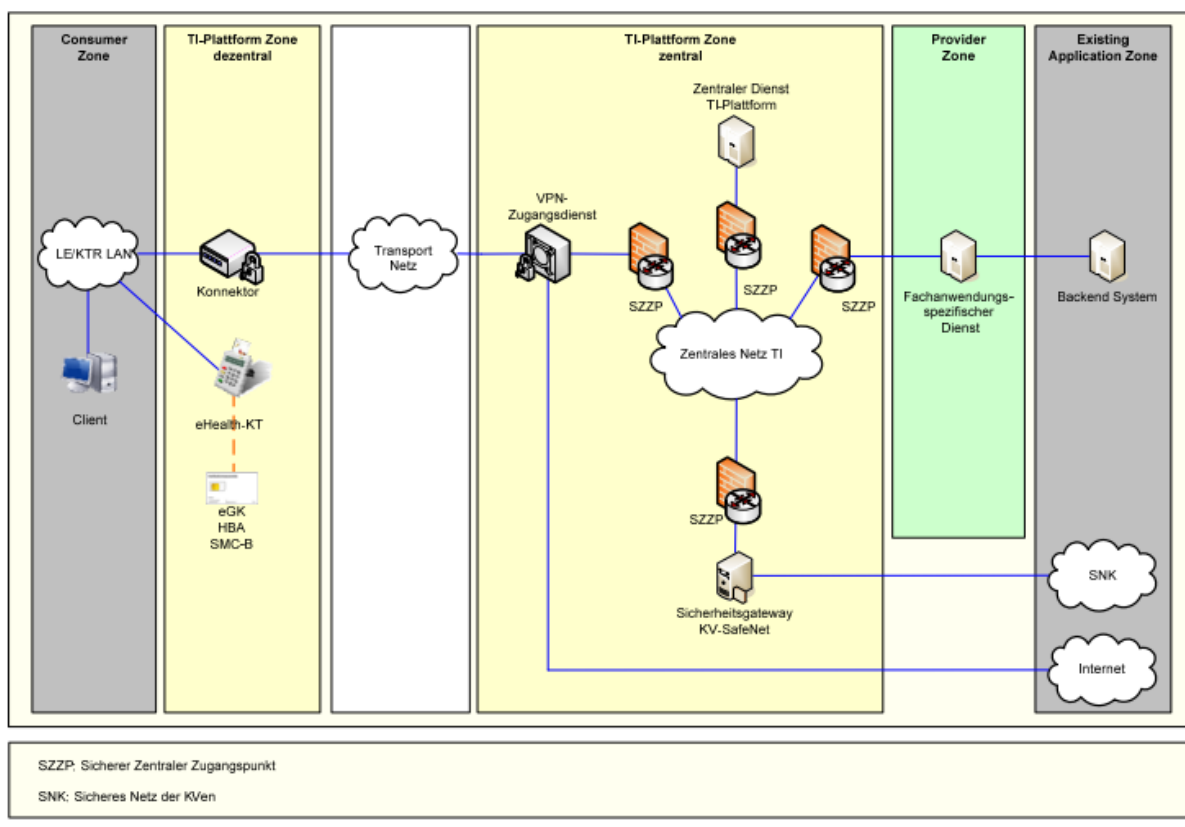 Consumer
Zone
TI-Plattform Zone
dezentral
TI-Plattform Zone
zentral
Provider
Zone
Existing
Application Zone
Zentraler Dienst
TI-Plattform
VPN-
Zugangsdienst
LE/KTR LAN
Konnektor
Transport
Netz
SZZP
SZZP
SZZP
Fachanwendungs-
spezifischer
Dienst
Backend System
Zentrales Netz TI
Client
eHealth-KT
eGK
HBA
SMC-B
SZZP
SNK
Sicherheitsgateway
KV-SafeNet
Internet
SZZP: Sicherer Zentraler Zugangspunkt
SNK: Sicheres Netz der KVen